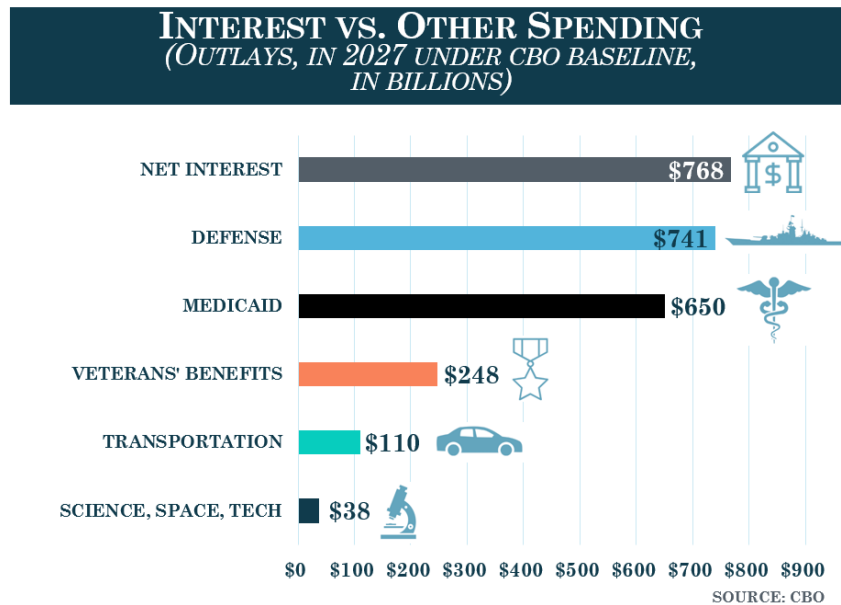 INTEREST VS. OTHER SPENDING
(OUTLAYS, IN 2027 UNDER CBO BASELINE,
IN BILLIONS)
NET INTEREST $768
$
DEFENSE $741
MEDICAID $650
VETERANS' BENEFITS $248
TRANSPORTATION $110
SCIENCE, SPACE, TECH $38
$0 $100 $200 $300 $400 $500 $600 $700 $800 $900
SOURCE: CBO